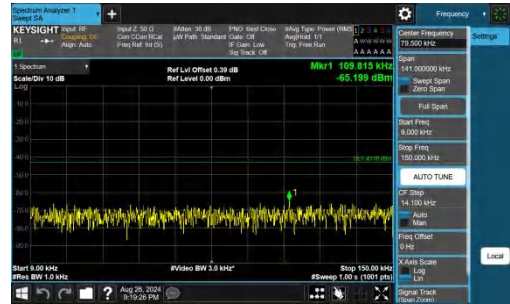 Spectrum Analyzer 1
Swept SA
Frequency
KEYSIGHT Input: RF
Coupling: DC
Align: Auto
Input Z: 50 Ω
Corr CCorr RCal
Freq Ref: Int (S)
#Atten: 30 dB
µW Path: Standard
PNO: Best Close
Gate: Off
IF Gain: Low
Sig Track: Off
#Avg Type: Power (RMS
Avg|Hold: 1/1
Trig: Free Run
1 Spectrum
Scale/Div 10 dB
Log
Ref Lvl Offset 0.39 dB
Ref Level 0.00 dBm
Mkr1 109.815 kHz
-65.199 dBm
1
Start 9.00 kHz
#Res BW 1.0 kHz
#Video BW 3.0 kHz*
Stop 150.00 kHz
#Sweep 1.00 s (1001 pts)
Center Frequency
79.500 kHz
Settings
Span
141.000000 kHz
Swept Span
Zero Span
Full Span
Start Freq
9.000 kHz
Stop Freq
150.000 kHz
AUTO TUNE
CF Step
14.100 kHz
Auto
Man
Freq Offset
0 Hz
X Axis Scale
Log
Lin
Local
Signal Track
(Span Zoom)
Aug 26, 2024
9:19:26 PM